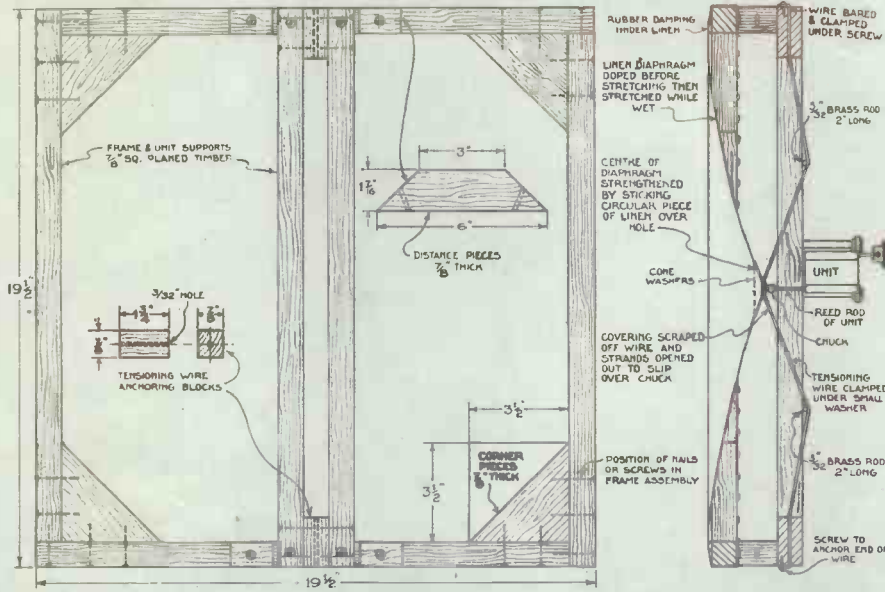 RUBBER DAMPING
UNDER LINEN
WIRE BARED
& CLAMPED
UNDER SCREW
LINEN DIAPHRAGM
DOPED BEFORE
STRETCHING THEN
STRETCHED WHILE
WET
3/32" BRASS ROD
2" LONG
FRAME & UNIT SUPPORTS
7/8" SQ. PLANED TIMBER
3"
1 7/16"
6"
DISTANCE PIECES
7/8" THICK
CENTRE OF
DIAPHRAGM
STRENGTHENED
BY STICKING
CIRCULAR PIECE
OF LINEN OVER
HOLE
UNIT
CONE
WASHERS
REED ROD
OF UNIT
CHUCK
19 1/2"
3/32" HOLE
1 3/4"
7/8"
7/8"
TENSIONING WIRE
ANCHORING BLOCKS
COVERING SCRAPED
OFF WIRE AND
STRANDS OPENED
OUT TO SLIP
OVER CHUCK
TENSIONING
WIRE CLAMPED
UNDER SMALL
WASHER
3 1/2"
3 1/2"
CORNER
PIECES
7/8" THICK
POSITION OF NAILS
OR SCREWS IN
FRAME ASSEMBLY
3/32" BRASS ROD
2" LONG
SCREW TO
ANCHOR END OF
WIRE
19 1/2"